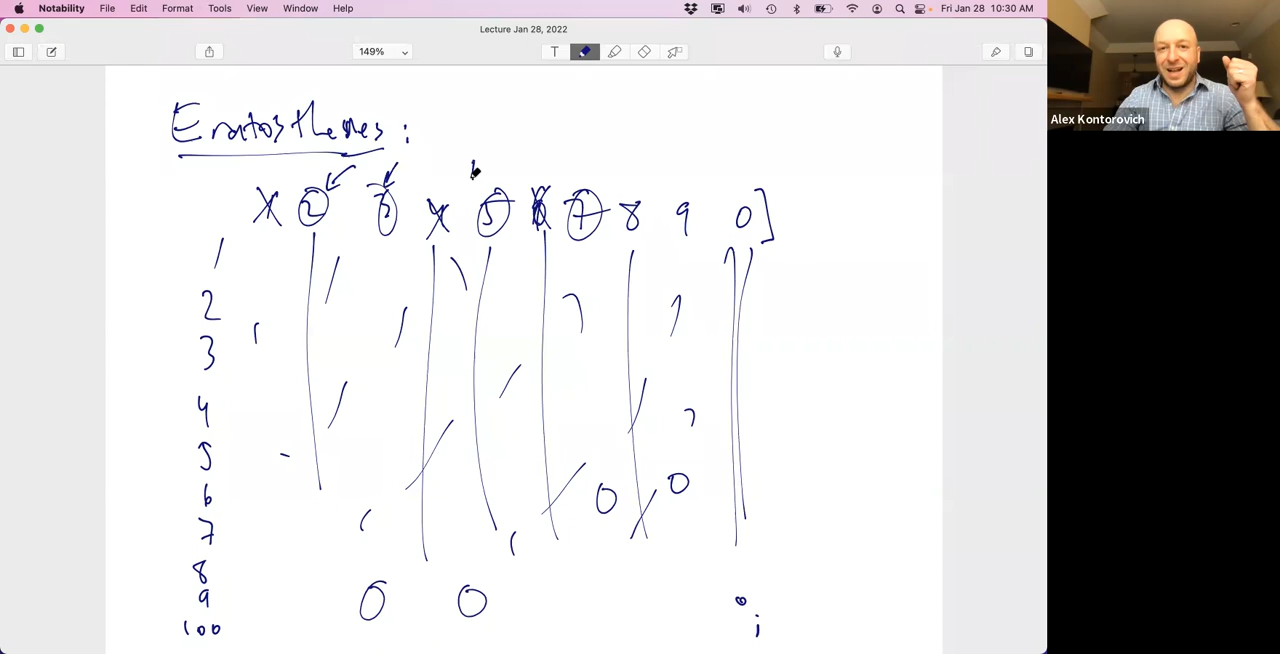 Notability File Edit Format Tools View Window Help Fri Jan 28 10:30 AM
Lecture Jan 28, 2022
149% T
Alex Kontorovich
Eratosthenes:
X 2 3 4 5 6 7 8 9 0
1
2
3
4
5
6
7
8
9
100